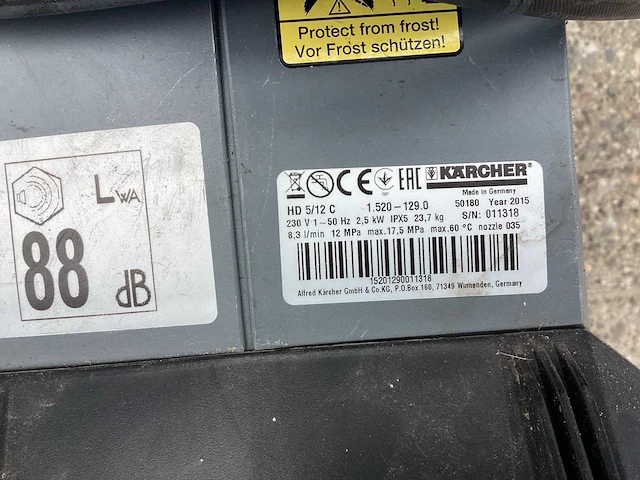 Protect from frost!
Vor Frost schützen!
LWA
88 dB
CE EAC KÄRCHER
Made in Germany
HD 5/12 C 1.520-129.0 50180 Year 2015
230 V 1~50 Hz 2,5 kW IPX5 23,7 kg S/N: 011318
8,3 l/min 12 MPa max.17,5 MPa max.60 °C nozzle 035
15201290011318
Alfred Kärcher GmbH & Co.KG, P.O.Box 160, 71349 Winnenden, Germany